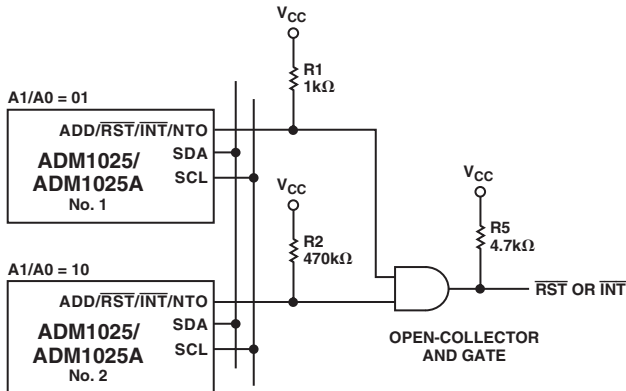 VCC
R1
1kΩ
A1/A0 = 01
ADD/RST/INT/NTO
ADM1025/
ADM1025A
No. 1
SDA
SCL
VCC
R2
470kΩ
VCC
R5
4.7kΩ
A1/A0 = 10
ADD/RST/INT/NTO
ADM1025/
ADM1025A
No. 2
SDA
SCL
RST OR INT
OPEN-COLLECTOR
AND GATE